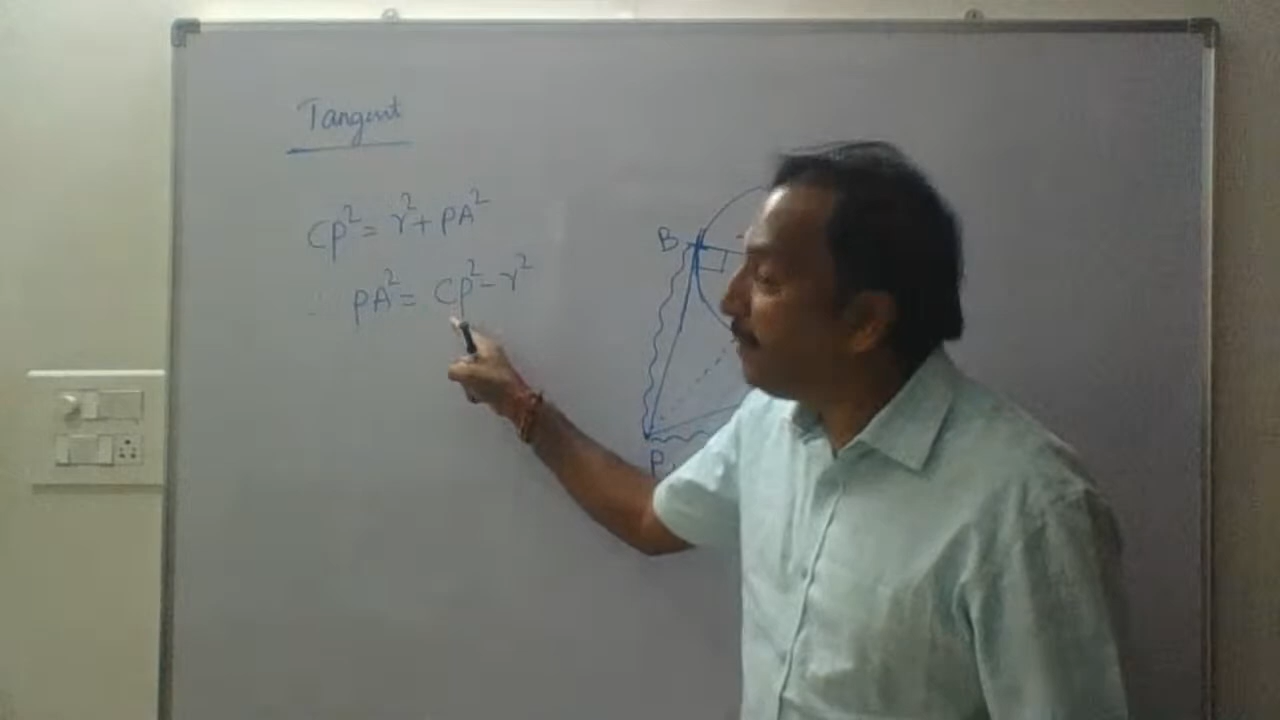 Tangent
CP² = r² + PA²
PA² = CP² - r²
B
P